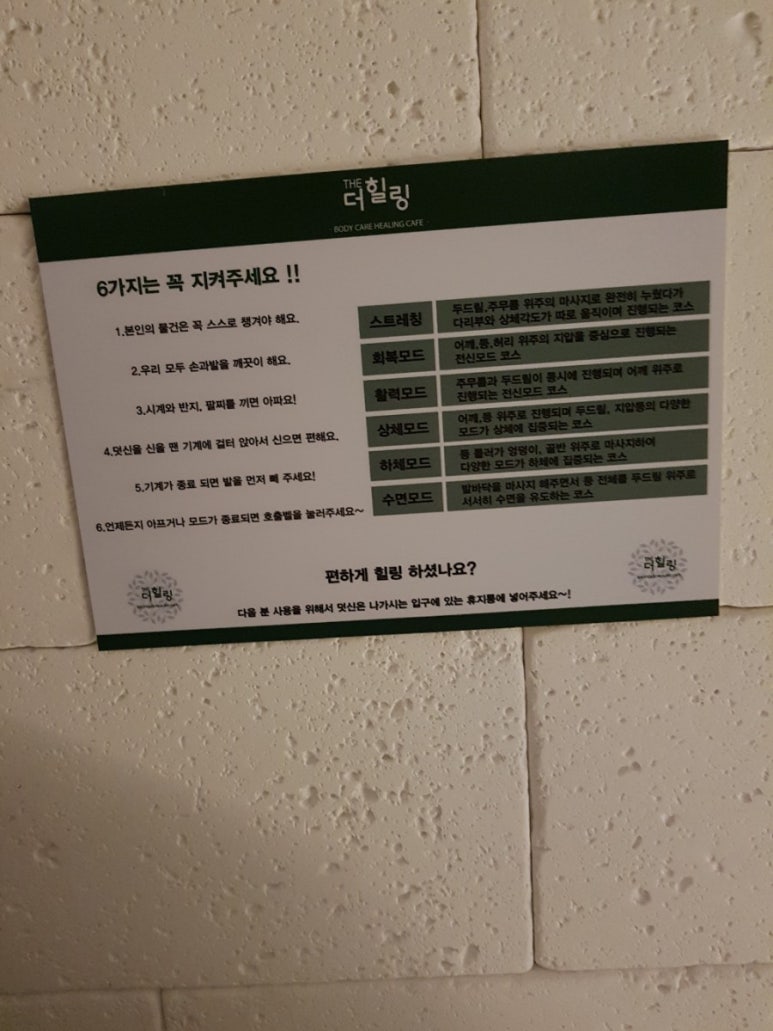 THE
더힐링
BODY CARE HEALING CAFE
6가지는 꼭 지켜주세요 !!
1.본인의 물건은 꼭 스스로 챙겨야 해요.
2.우리 모두 손과발을 깨끗이 해요.
3.시계와 반지, 팔찌를 끼면 아파요!
4.덧신을 신을 땐 기계에 걸터 앉아서 신으면 편해요.
5.기계가 종료 되면 발을 먼저 빼 주세요!
6.언제든지 아프거나 모드가 종료되면 호출벨을 눌러주세요~
스트레칭
두드림,주무름 위주의 마사지로 완전히 누웠다가
다리부와 상체각도가 따로 움직이며 진행되는 코스
회복모드
어깨,등,허리 위주의 지압을 중심으로 진행되는
전신모드 코스
활력모드
주무름과 두드림이 동시에 진행되며 어깨 위주로
진행되는 전신모드 코스
상체모드
어깨,등 위주로 진행되며 두드림, 지압등의 다양한
모드가 상체에 집중되는 코스
하체모드
등 롤러가 엉덩이, 골반 위주로 마사지하여
다양한 모드가 하체에 집중되는 코스
수면모드
발바닥을 마사지 해주면서 등 전체를 두드림 위주로
서서히 수면을 유도하는 코스
편하게 힐링 하셨나요?
다음 분 사용을 위해서 덧신은 나가시는 입구에 있는 휴지통에 넣어주세요~!
더힐링
더힐링